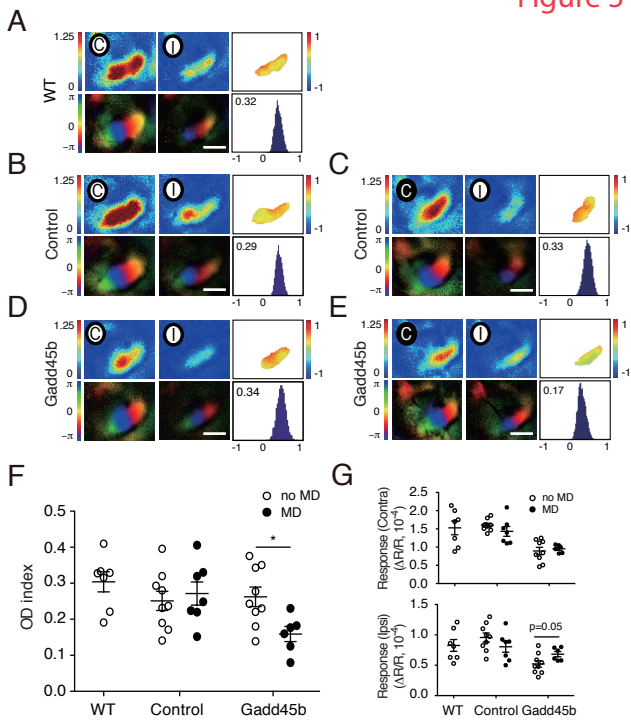 Figure 5
A
1.25
0
WT
C
I
1
-1
π
0
−π
0.32
-1 0 1
B
1.25
0
Control
C
I
1
-1
π
0
−π
0.29
-1 0 1
C
1.25
0
Control
C
I
1
-1
π
0
−π
0.33
-1 0 1
D
1.25
0
Gadd45b
C
I
1
-1
π
0
−π
0.34
-1 0 1
E
1.25
0
Gadd45b
C
I
1
-1
π
0
−π
0.17
-1 0 1
F
no MD
MD
*
OD index
0.5
0.4
0.3
0.2
0.1
0.0
WT Control Gadd45b
G
no MD
MD
Response (Contra)
(ΔR/R, 10⁻⁴)
2.5
2.0
1.5
1.0
0.5
0.0
Response (Ipsi)
(ΔR/R, 10⁻⁴)
1.5
1.0
0.5
0.0
p=0.05
WT Control Gadd45b